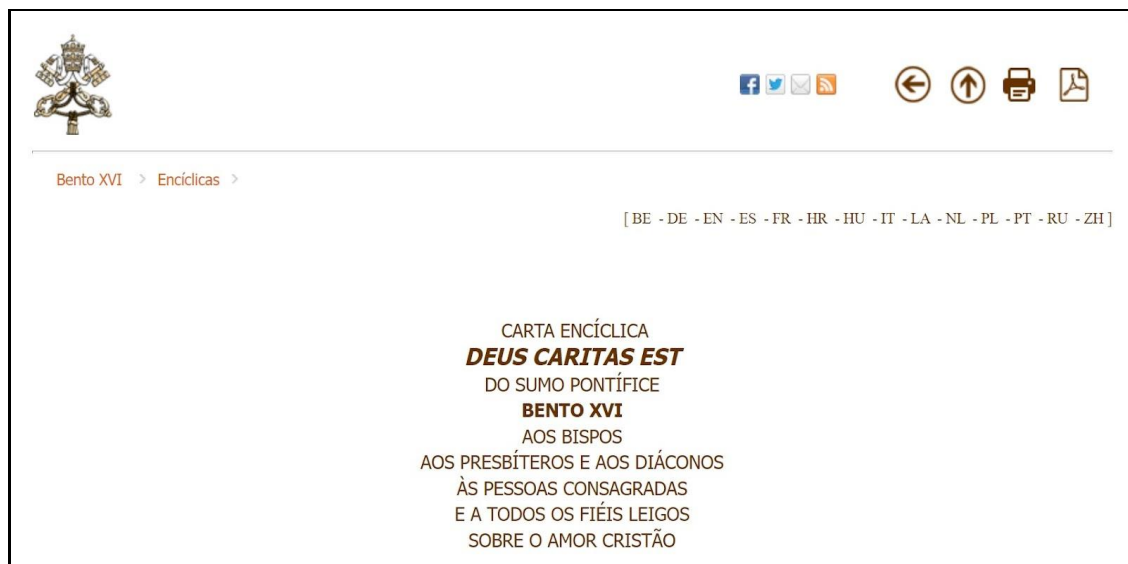 Bento XVI > Encíclicas >
[ BE - DE - EN - ES - FR - HR - HU - IT - LA - NL - PL - PT - RU - ZH ]
CARTA ENCÍCLICA
DEUS CARITAS EST
DO SUMO PONTÍFICE
BENTO XVI
AOS BISPOS
AOS PRESBÍTEROS E AOS DIÁCONOS
ÀS PESSOAS CONSAGRADAS
E A TODOS OS FIÉIS LEIGOS
SOBRE O AMOR CRISTÃO